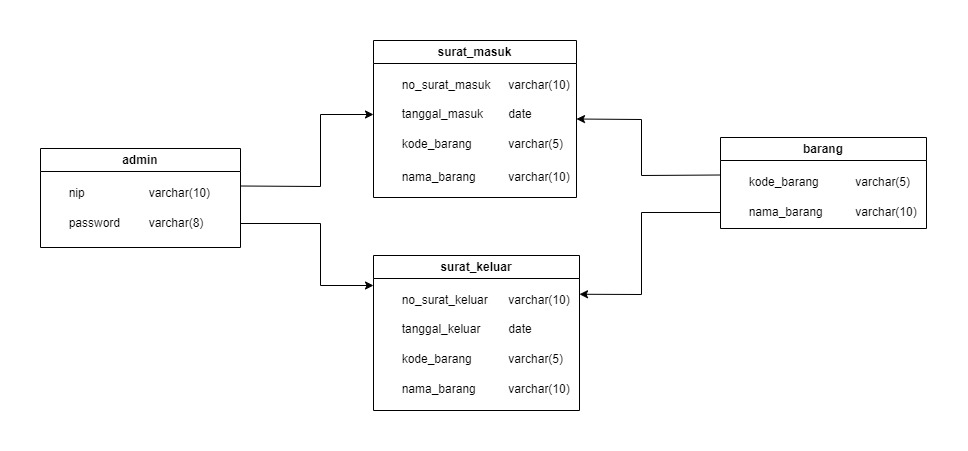 surat_masuk
no_surat_masuk varchar(10)
tanggal_masuk date
kode_barang varchar(5)
nama_barang varchar(10)
admin
nip varchar(10)
password varchar(8)
barang
kode_barang varchar(5)
nama_barang varchar(10)
surat_keluar
no_surat_keluar varchar(10)
tanggal_keluar date
kode_barang varchar(5)
nama_barang varchar(10)